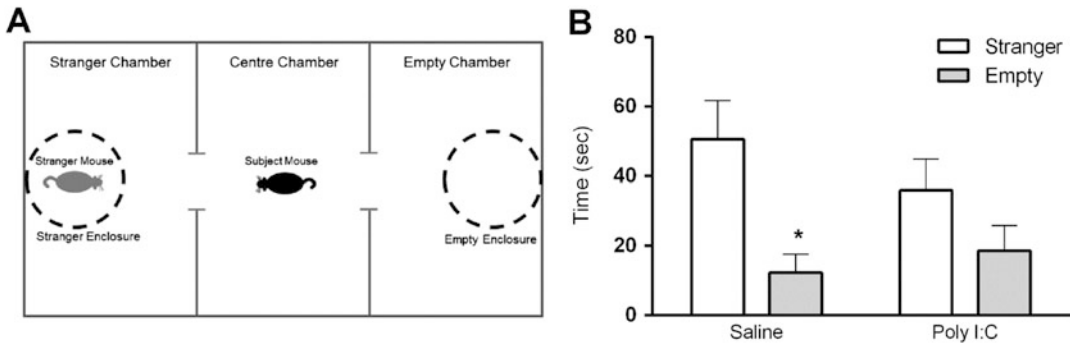 A
Stranger Chamber
Centre Chamber
Empty Chamber
Stranger Mouse
Stranger Enclosure
Subject Mouse
Empty Enclosure
B
Stranger
Empty
Time (sec)
80
60
40
20
0
*
Saline
Poly I:C